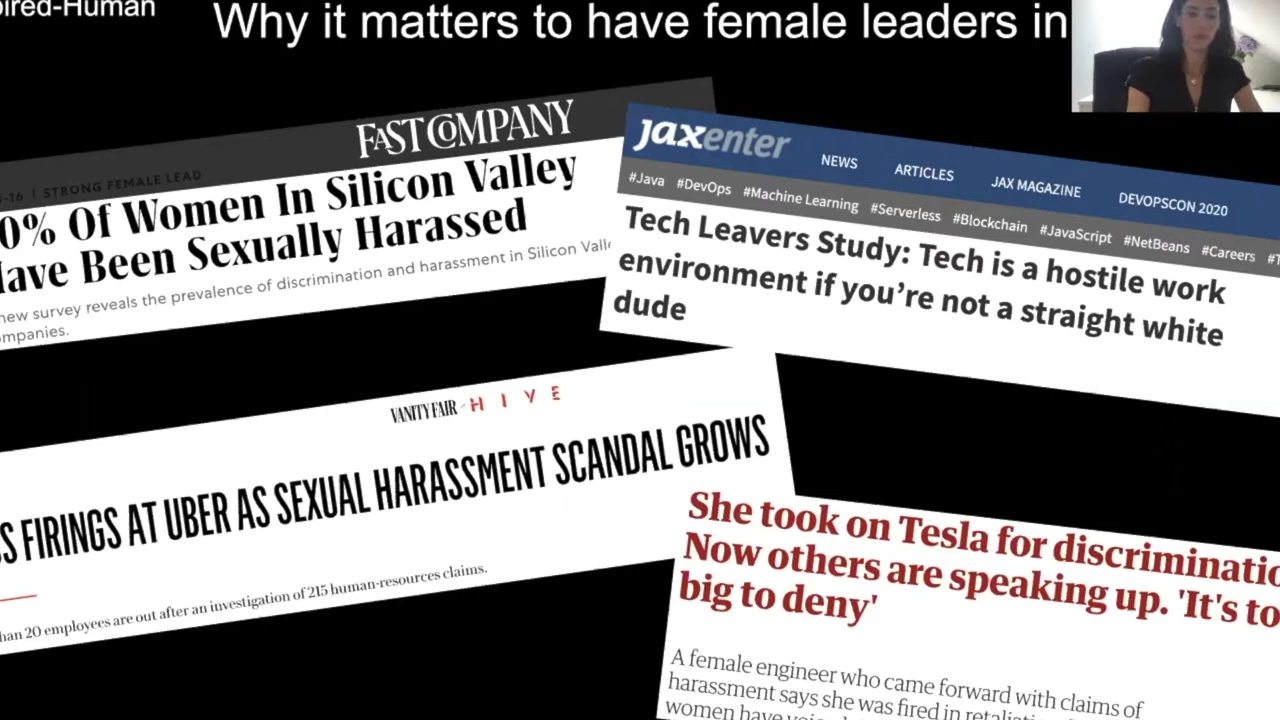 ired-Human
Why it matters to have female leaders in
FAST COMPANY
-16 | STRONG FEMALE LEAD
0% Of Women In Silicon Valley
Have Been Sexually Harassed
new survey reveals the prevalence of discrimination and harassment in Silicon Valle
ompanies.
jaxenter
NEWS ARTICLES JAX MAGAZINE DEVOPSCON 2020
#Java #DevOps #Machine Learning #Serverless #Blockchain #JavaScript #NetBeans #Careers #T
Tech Leavers Study: Tech is a hostile work
environment if you’re not a straight white
dude
VANITY FAIR HIVE
S FIRINGS AT UBER AS SEXUAL HARASSMENT SCANDAL GROWS
han 20 employees are out after an investigation of 215 human-resources claims.
She took on Tesla for discriminatio
Now others are speaking up. 'It's to
big to deny'
A female engineer who came forward with claims of
harassment says she was fired in retaliatio
women have voic